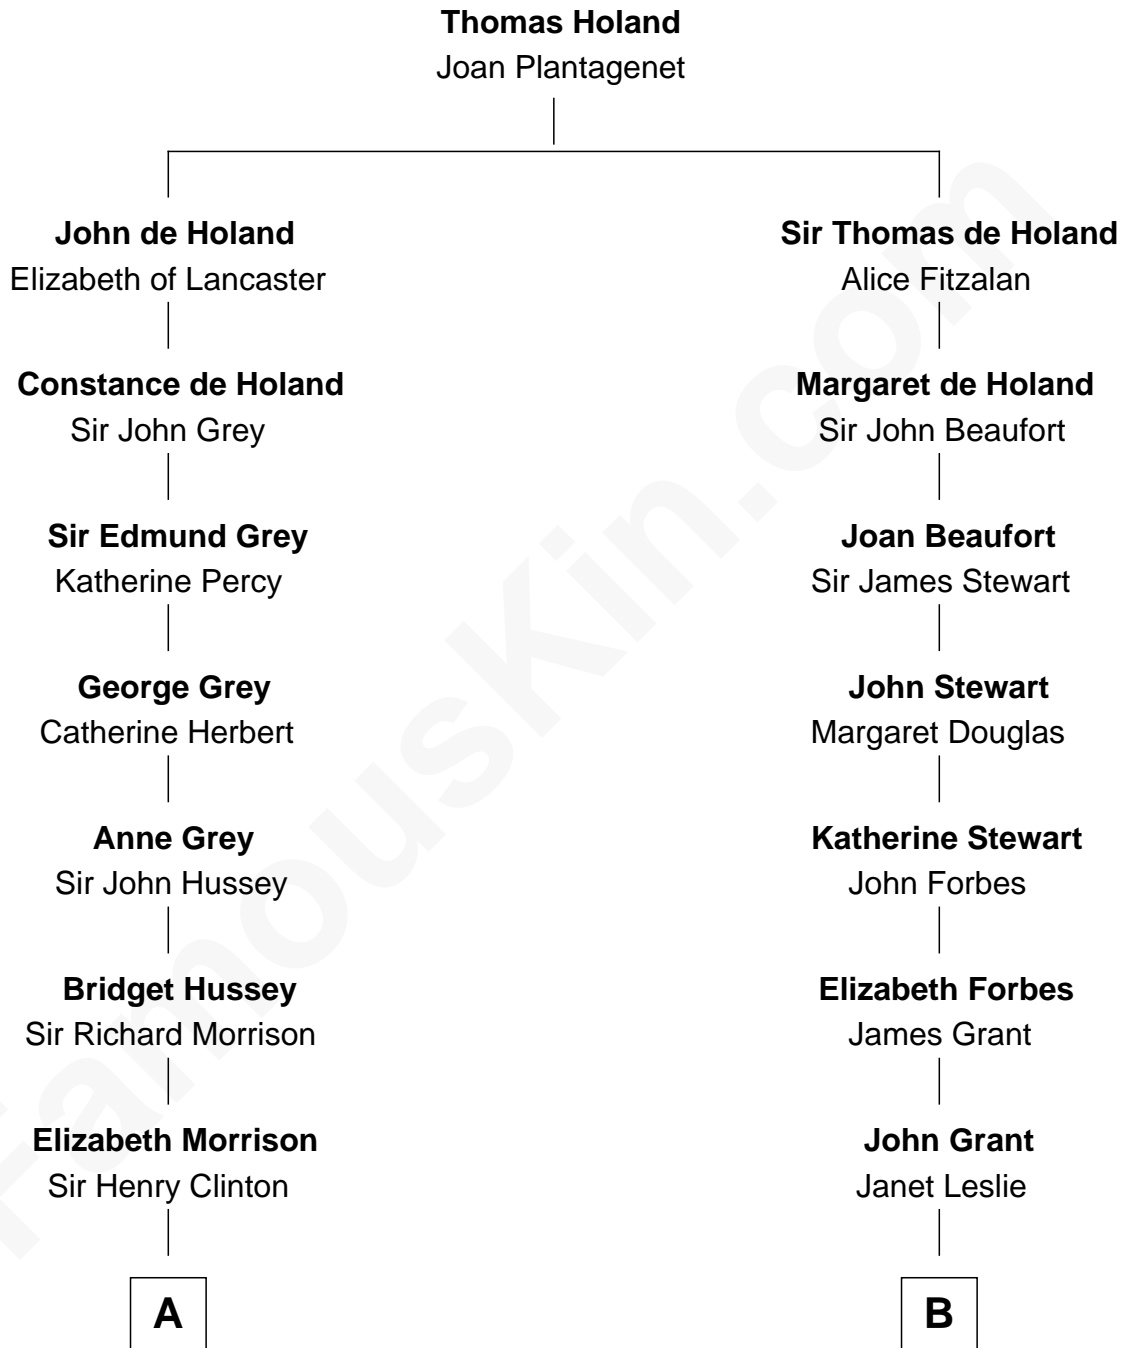 Thomas Holand
Joan Plantagenet
John de Holand
Elizabeth of Lancaster
Constance de Holand
Sir John Grey
Sir Edmund Grey
Katherine Percy
George Grey
Catherine Herbert
Anne Grey
Sir John Hussey
Bridget Hussey
Sir Richard Morrison
Elizabeth Morrison
Sir Henry Clinton
A
Sir Thomas de Holand
Alice Fitzalan
Margaret de Holand
Sir John Beaufort
Joan Beaufort
Sir James Stewart
John Stewart
Margaret Douglas
Katherine Stewart
John Forbes
Elizabeth Forbes
James Grant
John Grant
Janet Leslie
B
FamousKin.com